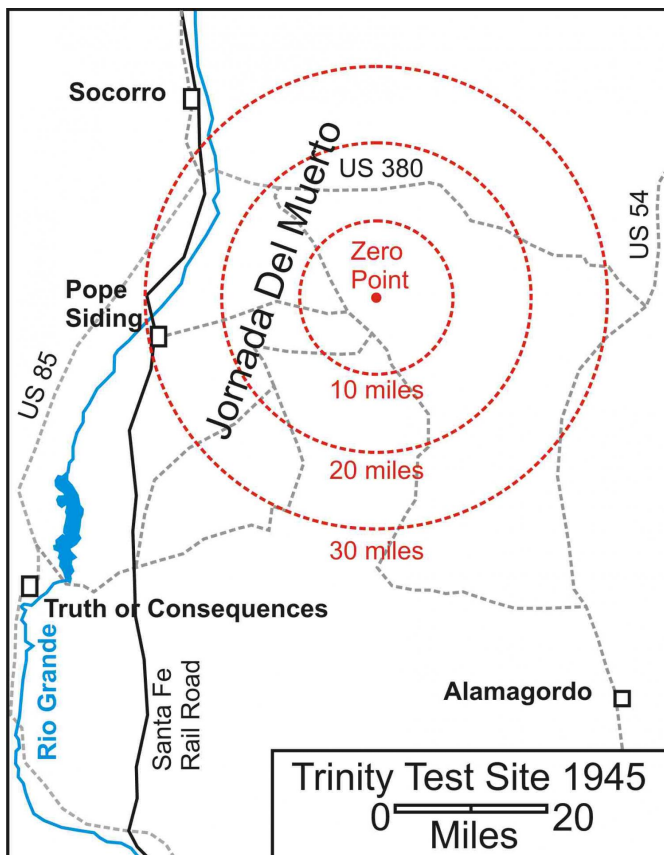 Socorro
Jornada Del Muerto
US 380
US 54
Zero
Point
Pope
Siding
US 85
10 miles
20 miles
30 miles
Truth or Consequences
Rio Grande
Santa Fe
Rail Road
Alamagordo
Trinity Test Site 1945
0 20
Miles